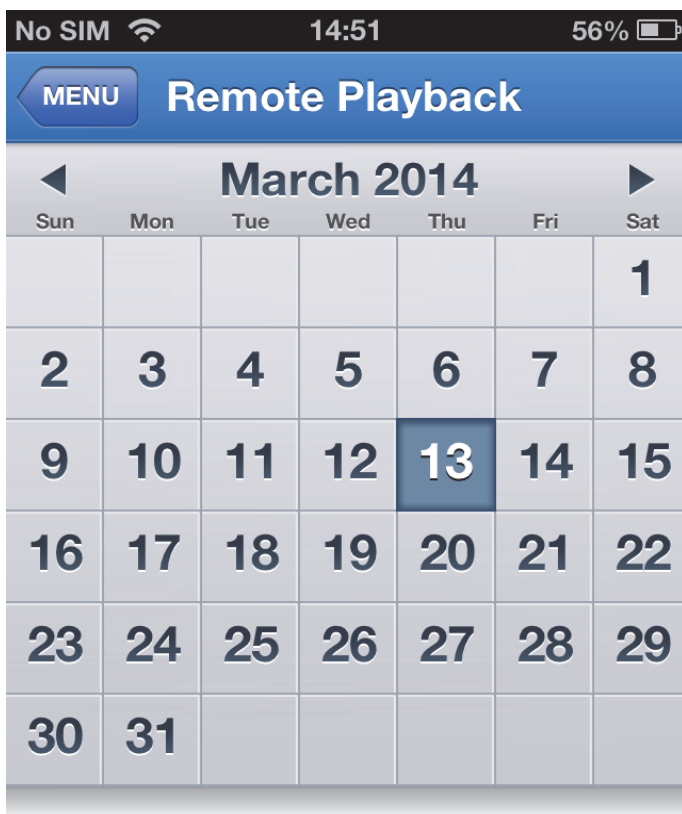 No SIM 14:51 56%
MENU Remote Playback
March 2014
Sun Mon Tue Wed Thu Fri Sat
1
2 3 4 5 6 7 8
9 10 11 12 13 14 15
16 17 18 19 20 21 22
23 24 25 26 27 28 29
30 31